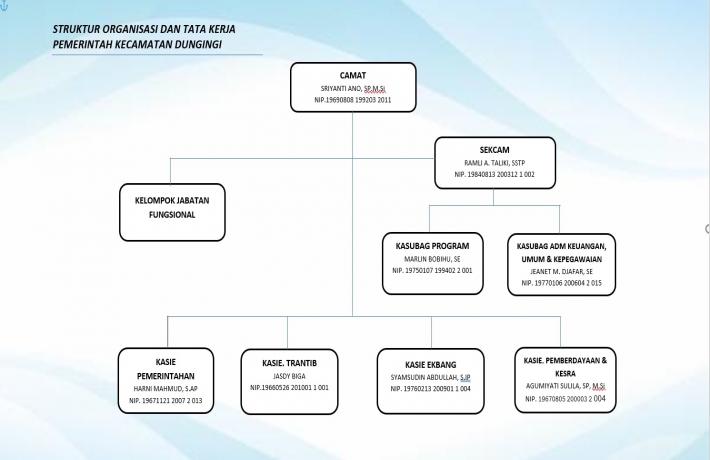 STRUKTUR ORGANISASI DAN TATA KERJA
PEMERINTAH KECAMATAN DUNGINGI
CAMAT
SRIYANTI ANO, SP,M,Si
NIP.19690808 199203 2011
SEKCAM
RAMLI A. TALIKI, SSTP
NIP. 19840813 200312 1 002
KELOMPOK JABATAN
FUNGSIONAL
KASUBAG PROGRAM
MARLIN BOBIHU, SE
NIP. 19750107 199402 2 001
KASUBAG ADM KEUANGAN,
UMUM & KEPEGAWAIAN
JEANET M. DJAFAR, SE
NIP. 19770106 200604 2 015
KASIE
PEMERINTAHAN
HARNI MAHMUD, S.AP
NIP. 19671121 2007 2 013
KASIE. TRANTIB
JASDY BIGA
NIP.19660526 201001 1 001
KASIE EKBANG
SYAMSUDIN ABDULLAH, S,IP
NIP. 19760213 200901 1 004
KASIE. PEMBERDAYAAN &
KESRA
AGUMIYATI SULILA, SP, M.Si
NIP. 19670805 200003 2 004